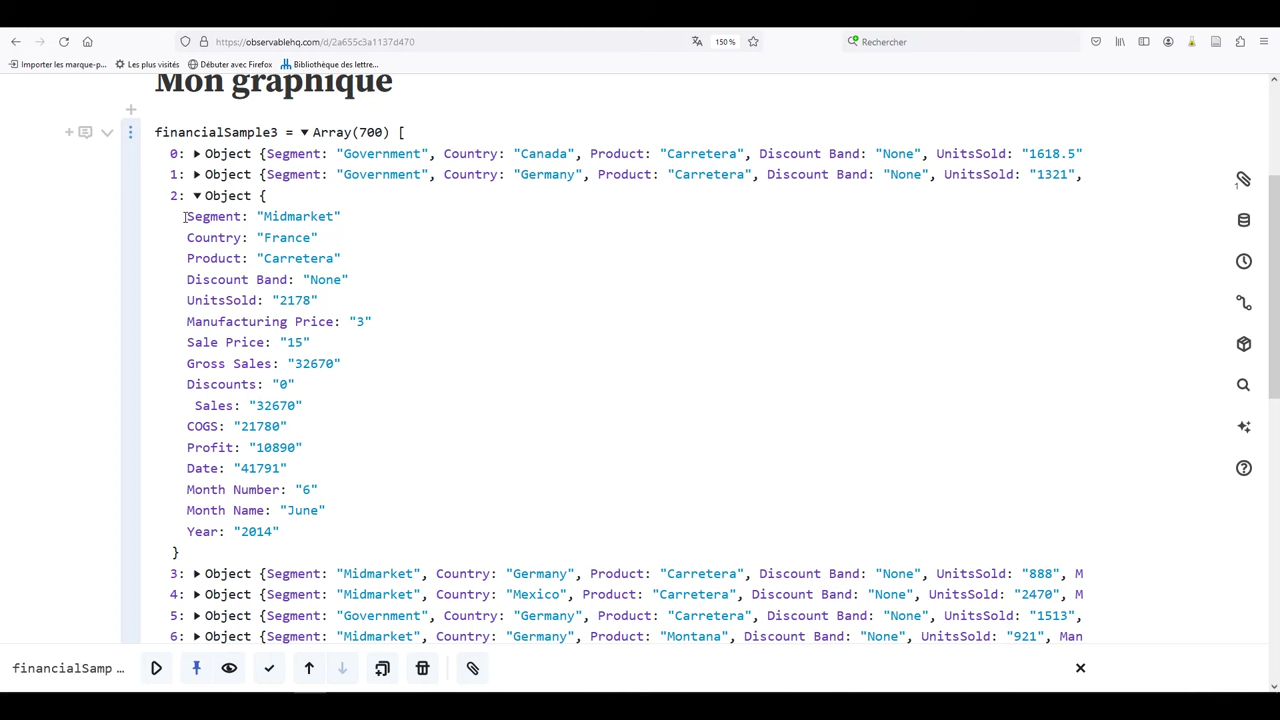 https://observablehq.com/d/2a655c3a1137d470
150 %
Rechercher
Importer les marque-p...
Les plus visités
Débuter avec Firefox
Bibliothèque des lettre...
Mon graphique
financialSample3 = ▼ Array(700) [
0: ▶ Object {Segment: "Government", Country: "Canada", Product: "Carretera", Discount Band: "None", UnitsSold: "1618.5"
1: ▶ Object {Segment: "Government", Country: "Germany", Product: "Carretera", Discount Band: "None", UnitsSold: "1321",
2: ▼ Object {
Segment: "Midmarket"
Country: "France"
Product: "Carretera"
Discount Band: "None"
UnitsSold: "2178"
Manufacturing Price: "3"
Sale Price: "15"
Gross Sales: "32670"
Discounts: "0"
Sales: "32670"
COGS: "21780"
Profit: "10890"
Date: "41791"
Month Number: "6"
Month Name: "June"
Year: "2014"
}
3: ▶ Object {Segment: "Midmarket", Country: "Germany", Product: "Carretera", Discount Band: "None", UnitsSold: "888", M
4: ▶ Object {Segment: "Midmarket", Country: "Mexico", Product: "Carretera", Discount Band: "None", UnitsSold: "2470", M
5: ▶ Object {Segment: "Government", Country: "Germany", Product: "Carretera", Discount Band: "None", UnitsSold: "1513",
6: ▶ Object {Segment: "Midmarket", Country: "Germany", Product: "Montana", Discount Band: "None", UnitsSold: "921", Man
1
financialSamp …